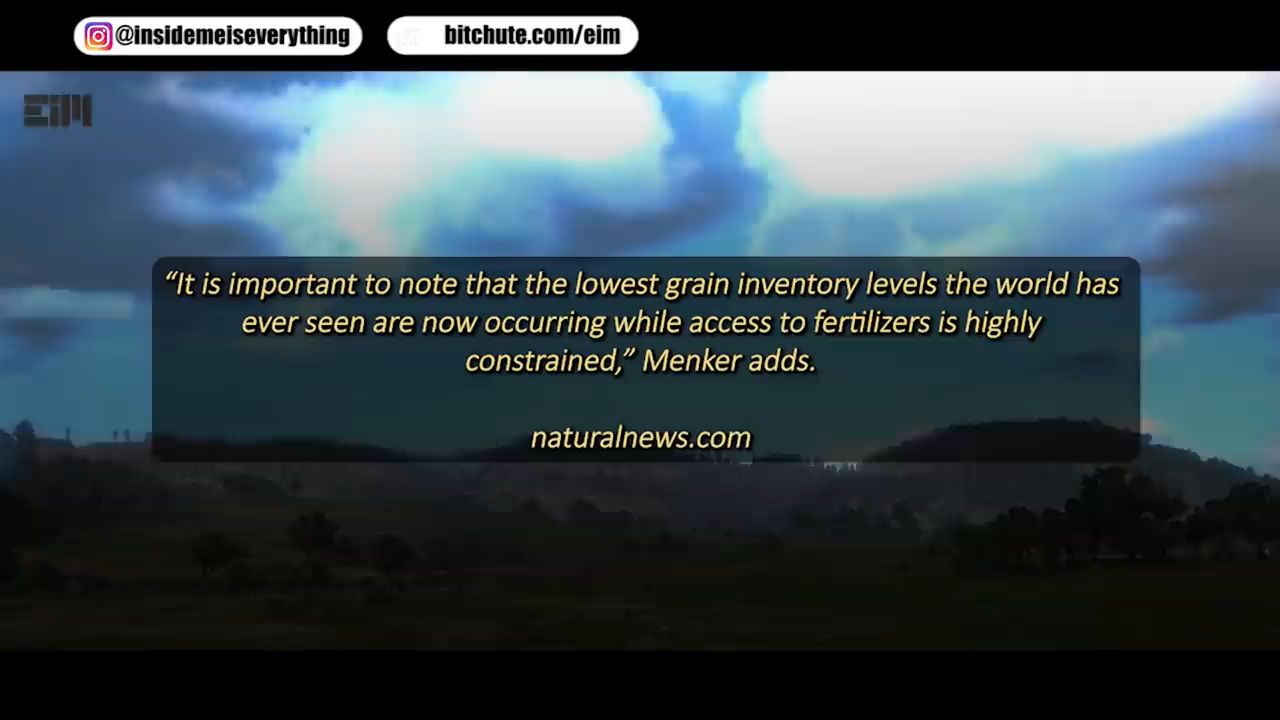 @insidemeiseverything
bitchute.com/eim
EIM
“It is important to note that the lowest grain inventory levels the world has
ever seen are now occurring while access to fertilizers is highly
constrained,” Menker adds.
naturalnews.com